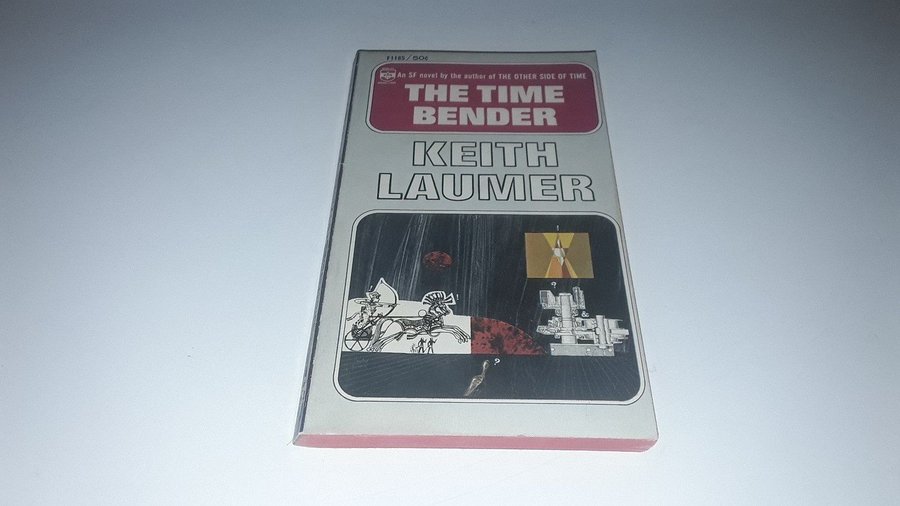 F1185/50¢
An SF novel by the author of THE OTHER SIDE OF TIME
THE TIME
BENDER
KEITH
LAUMER
!
!
?
&
?